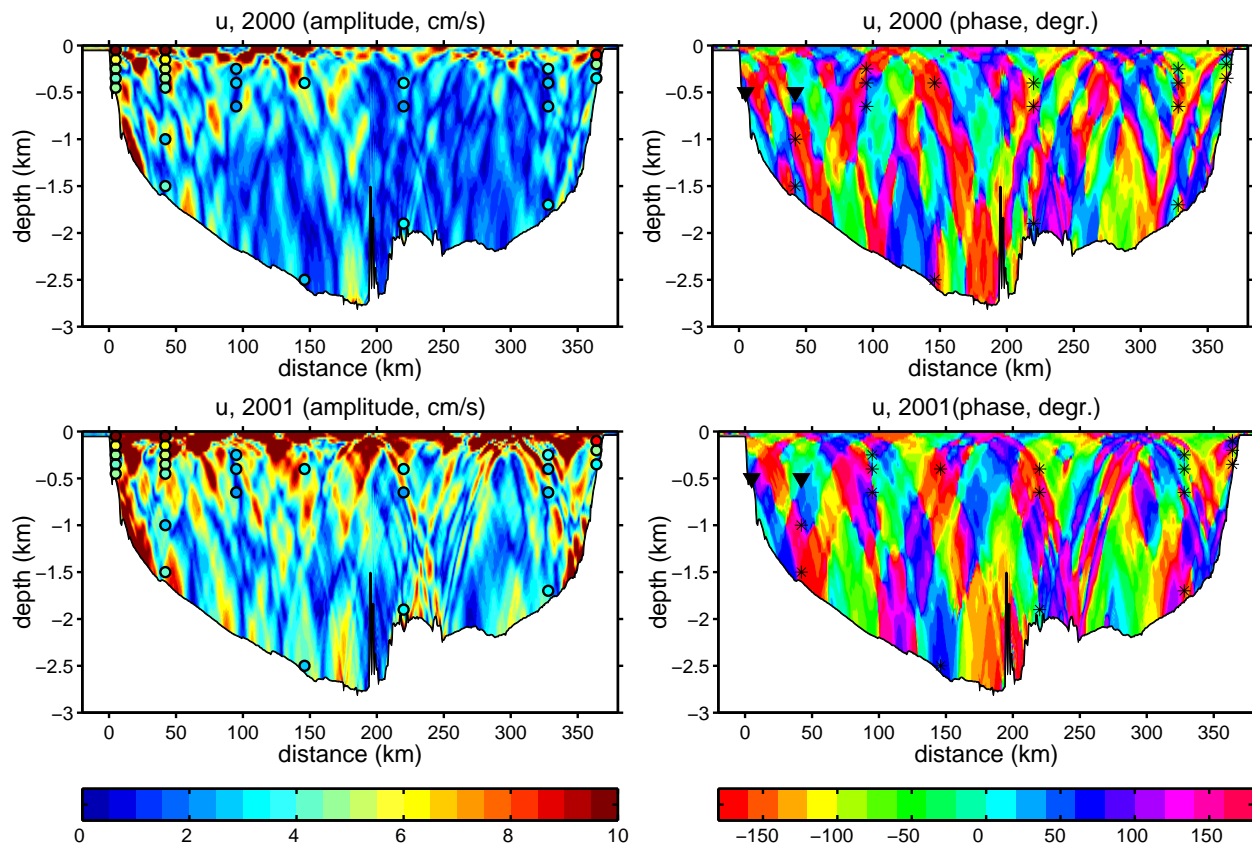 u, 2000 (amplitude, cm/s)
u, 2000 (phase, degr.)
0
−0.5
−1
−1.5
−2
−2.5
−3
depth (km)
0 50 100 150 200 250 300 350
distance (km)
0
−0.5
−1
−1.5
−2
−2.5
−3
depth (km)
0 50 100 150 200 250 300 350
distance (km)
u, 2001 (amplitude, cm/s)
u, 2001(phase, degr.)
0
−0.5
−1
−1.5
−2
−2.5
−3
depth (km)
0 50 100 150 200 250 300 350
distance (km)
0
−0.5
−1
−1.5
−2
−2.5
−3
depth (km)
0 50 100 150 200 250 300 350
distance (km)
0 2 4 6 8 10
−150 −100 −50 0 50 100 150